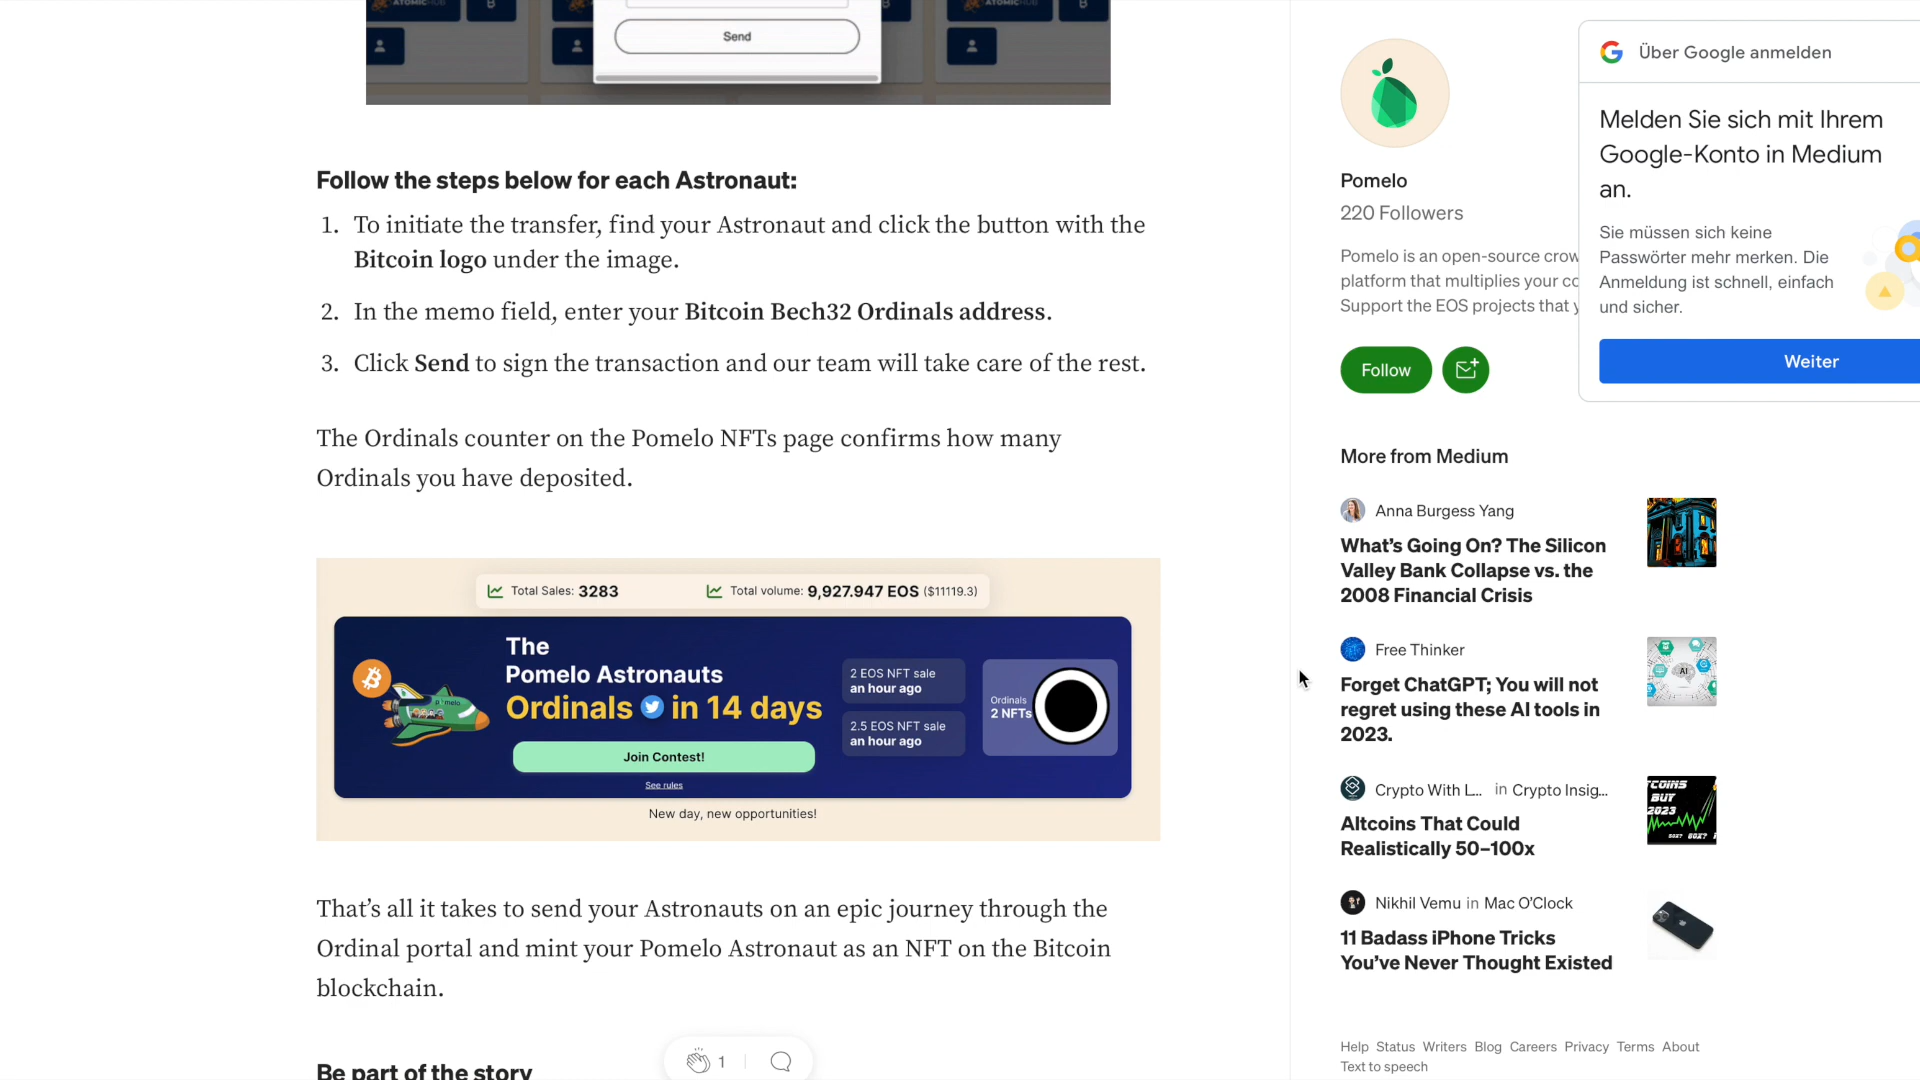 Send
Follow the steps below for each Astronaut:
1. To initiate the transfer, find your Astronaut and click the button with the
Bitcoin logo under the image.
2. In the memo field, enter your Bitcoin Bech32 Ordinals address.
3. Click Send to sign the transaction and our team will take care of the rest.
The Ordinals counter on the Pomelo NFTs page confirms how many
Ordinals you have deposited.
Total Sales: 3283
Total volume: 9,927.947 EOS ($11119.3)
The
Pomelo Astronauts
Ordinals in 14 days
Join Contest!
See rules
2 EOS NFT sale
an hour ago
2.5 EOS NFT sale
an hour ago
Ordinals
2 NFTs
pomelo
New day, new opportunities!
That’s all it takes to send your Astronauts on an epic journey through the
Ordinal portal and mint your Pomelo Astronaut as an NFT on the Bitcoin
blockchain.
1
Be part of the story
Pomelo
220 Followers
Pomelo is an open-source crow
platform that multiplies your co
Support the EOS projects that y
Follow
Über Google anmelden
Melden Sie sich mit Ihrem
Google-Konto in Medium
an.
Sie müssen sich keine
Passwörter mehr merken. Die
Anmeldung ist schnell, einfach
und sicher.
Weiter
More from Medium
Anna Burgess Yang
What’s Going On? The Silicon
Valley Bank Collapse vs. the
2008 Financial Crisis
Free Thinker
Forget ChatGPT; You will not
regret using these AI tools in
2023.
AI
Crypto With L... in Crypto Insig...
Altcoins That Could
Realistically 50–100x
TCOINS
BUY
2023
50X? 60X?
Nikhil Vemu in Mac O’Clock
11 Badass iPhone Tricks
You’ve Never Thought Existed
Help Status Writers Blog Careers Privacy Terms About
Text to speech